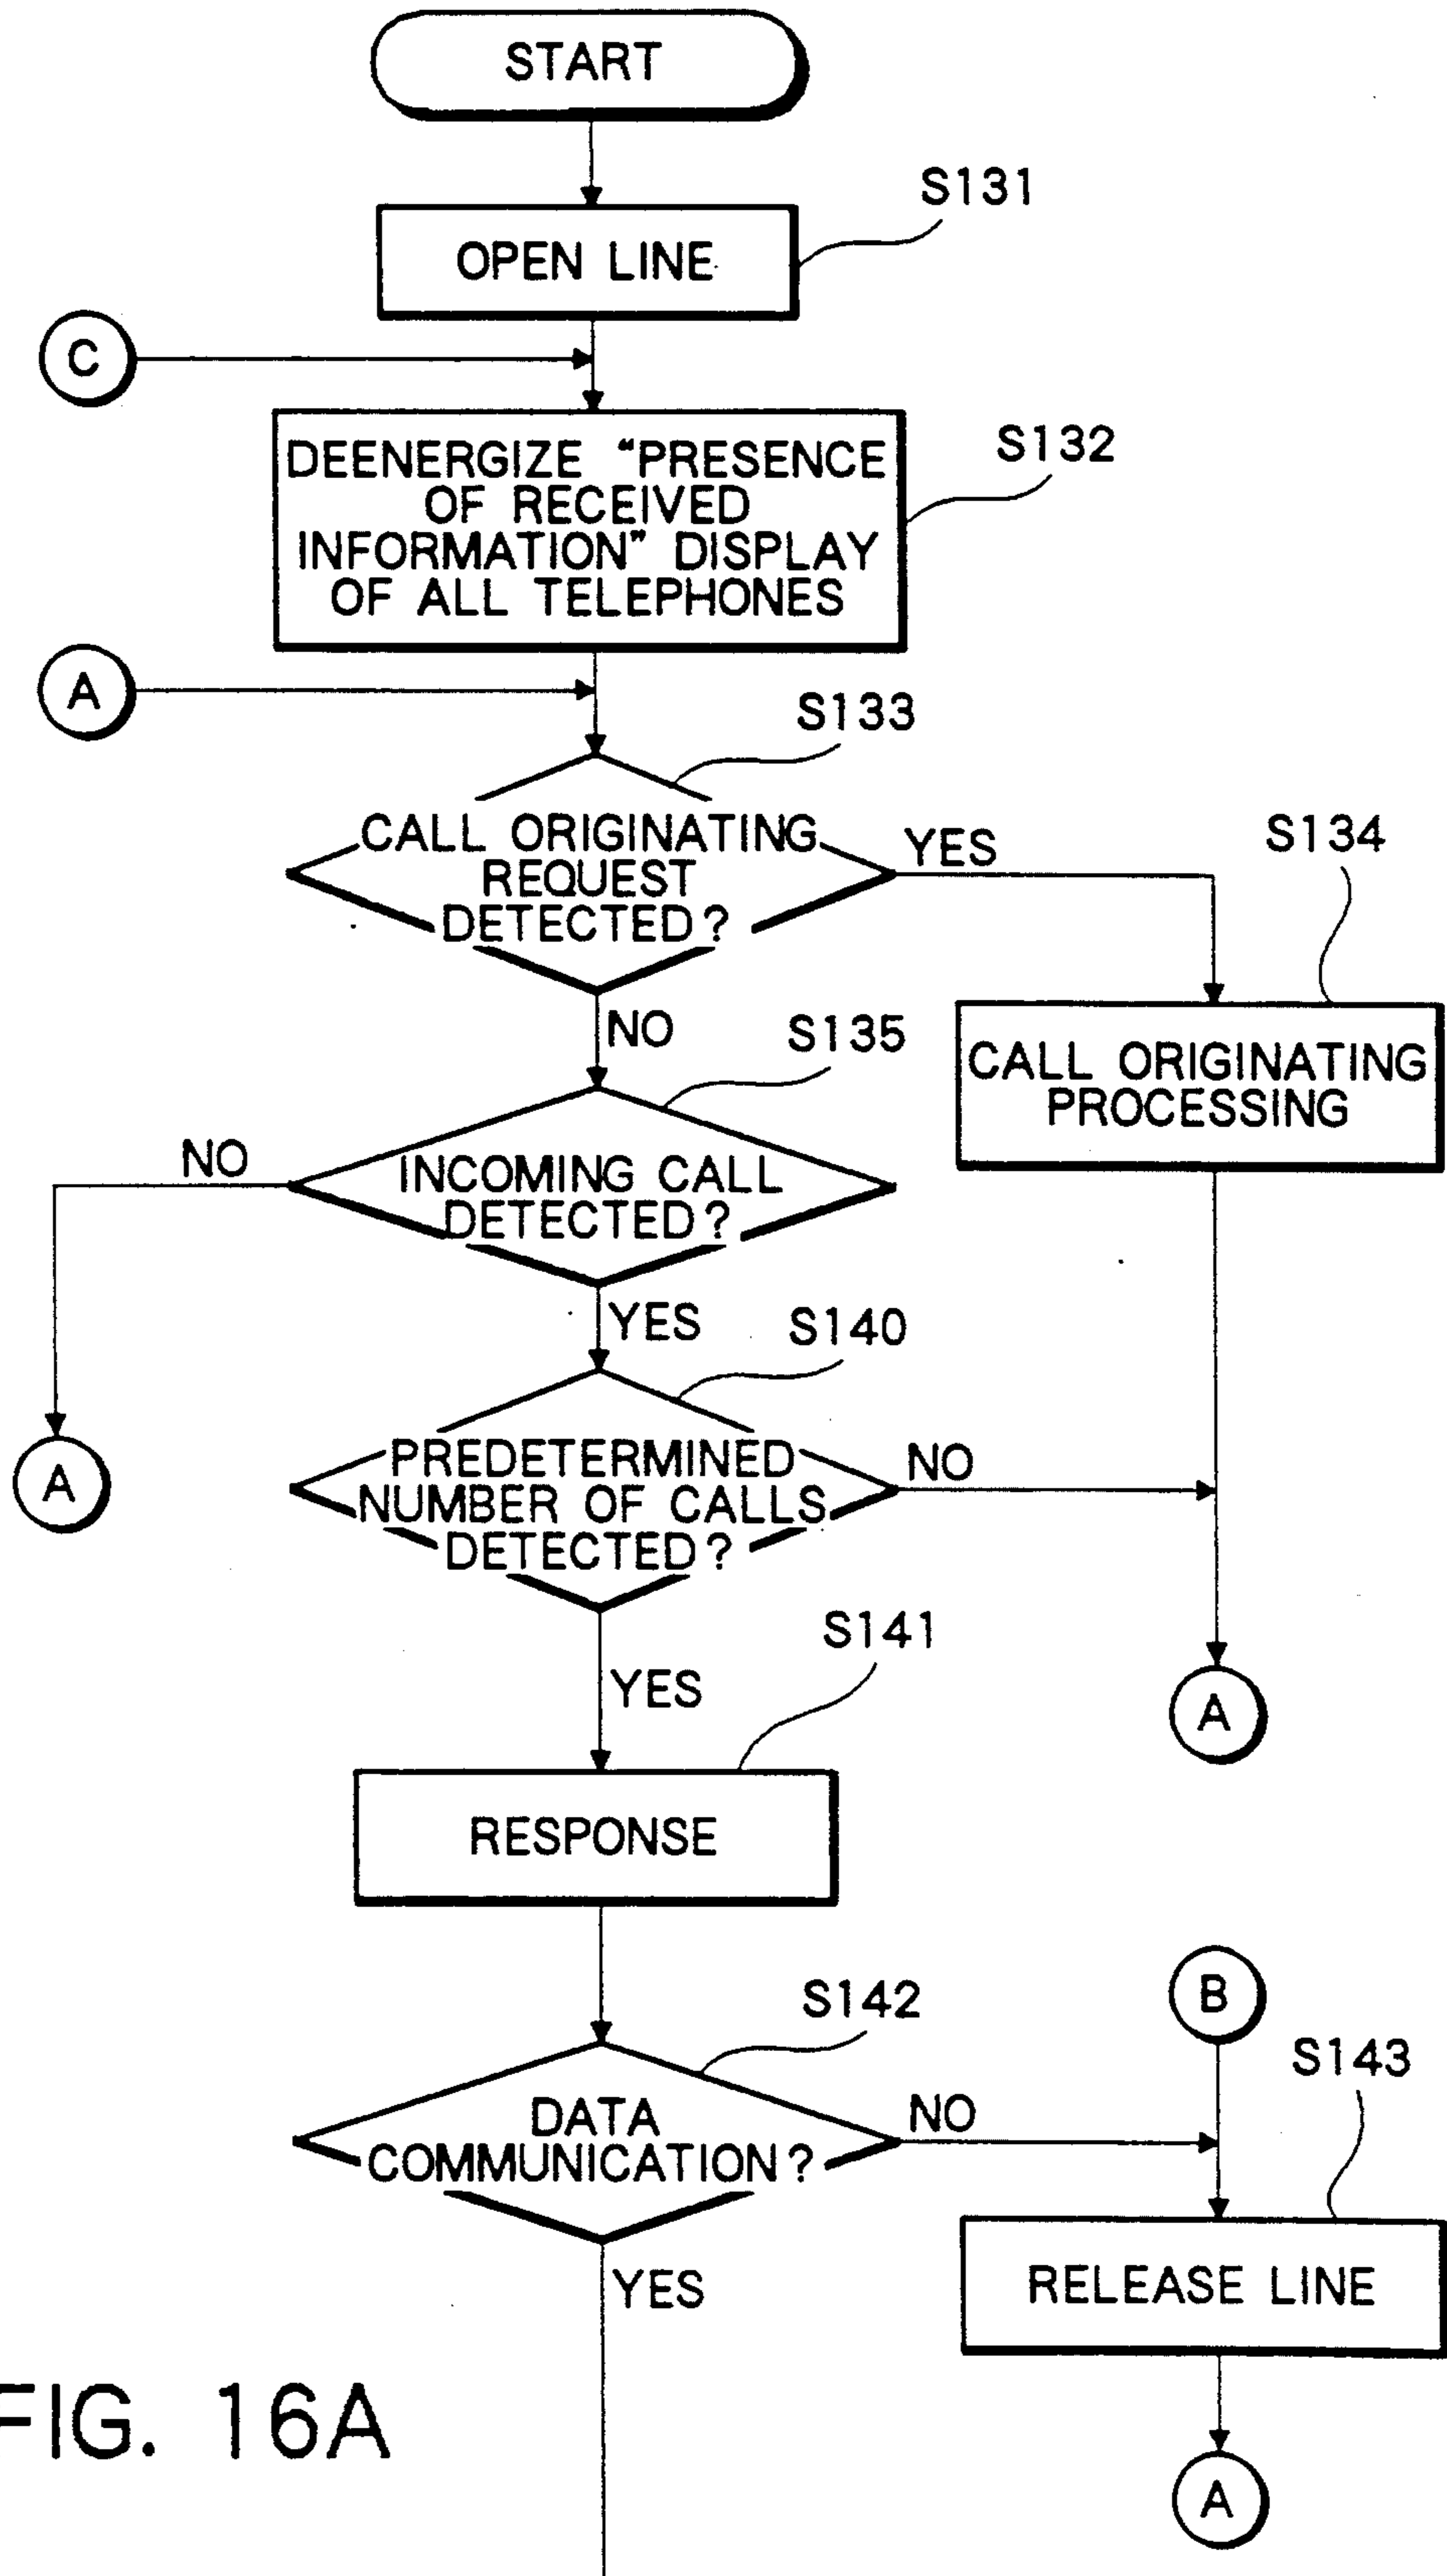 START
S131
OPEN LINE
C
S132
DEENERGIZE "PRESENCE
OF RECEIVED
INFORMATION" DISPLAY
OF ALL TELEPHONES
A
S133
CALL ORIGINATING
REQUEST
DETECTED?
YES
S134
CALL ORIGINATING
PROCESSING
NO
S135
INCOMING CALL
DETECTED?
NO
A
YES
S140
PREDETERMINED
NUMBER OF CALLS
DETECTED?
NO
A
YES
S141
RESPONSE
S142
DATA
COMMUNICATION?
NO
B
S143
RELEASE LINE
A
YES
FIG. 16A